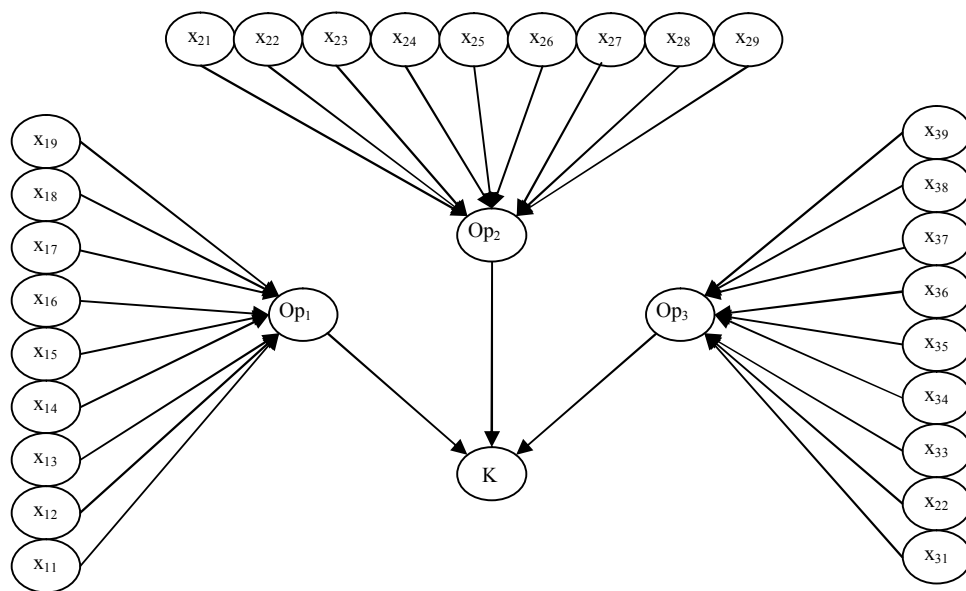 x₂₁ x₂₂ x₂₃ x₂₄ x₂₅ x₂₆ x₂₇ x₂₈ x₂₉
x₁₉
x₁₈
x₁₇
x₁₆
x₁₅
x₁₄
x₁₃
x₁₂
x₁₁
Op₁
Op₂
Op₃
K
x₃₉
x₃₈
x₃₇
x₃₆
x₃₅
x₃₄
x₃₃
x₂₂
x₃₁